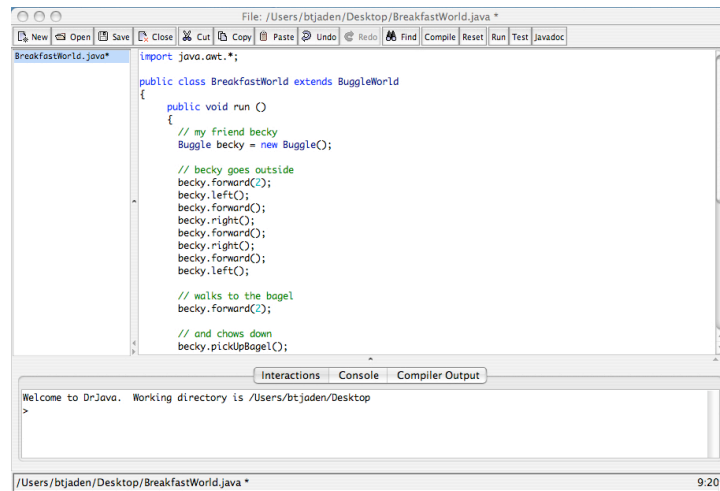 File: /Users/btjaden/Desktop/BreakfastWorld.java *
New Open Save Close Cut Copy Paste Undo Redo Find Compile Reset Run Test Javadoc
BreakfastWorld.java*
import java.awt.*;
public class BreakfastWorld extends BuggleWorld
{
public void run ()
{
// my friend becky
Buggle becky = new Buggle();
// becky goes outside
becky.forward(2);
becky.left();
becky.forward();
becky.right();
becky.forward();
becky.right();
becky.forward();
becky.left();
// walks to the bagel
becky.forward(2);
// and chows down
becky.pickUpBagel();
Interactions Console Compiler Output
Welcome to DrJava. Working directory is /Users/btjaden/Desktop
>
/Users/btjaden/Desktop/BreakfastWorld.java * 9:20